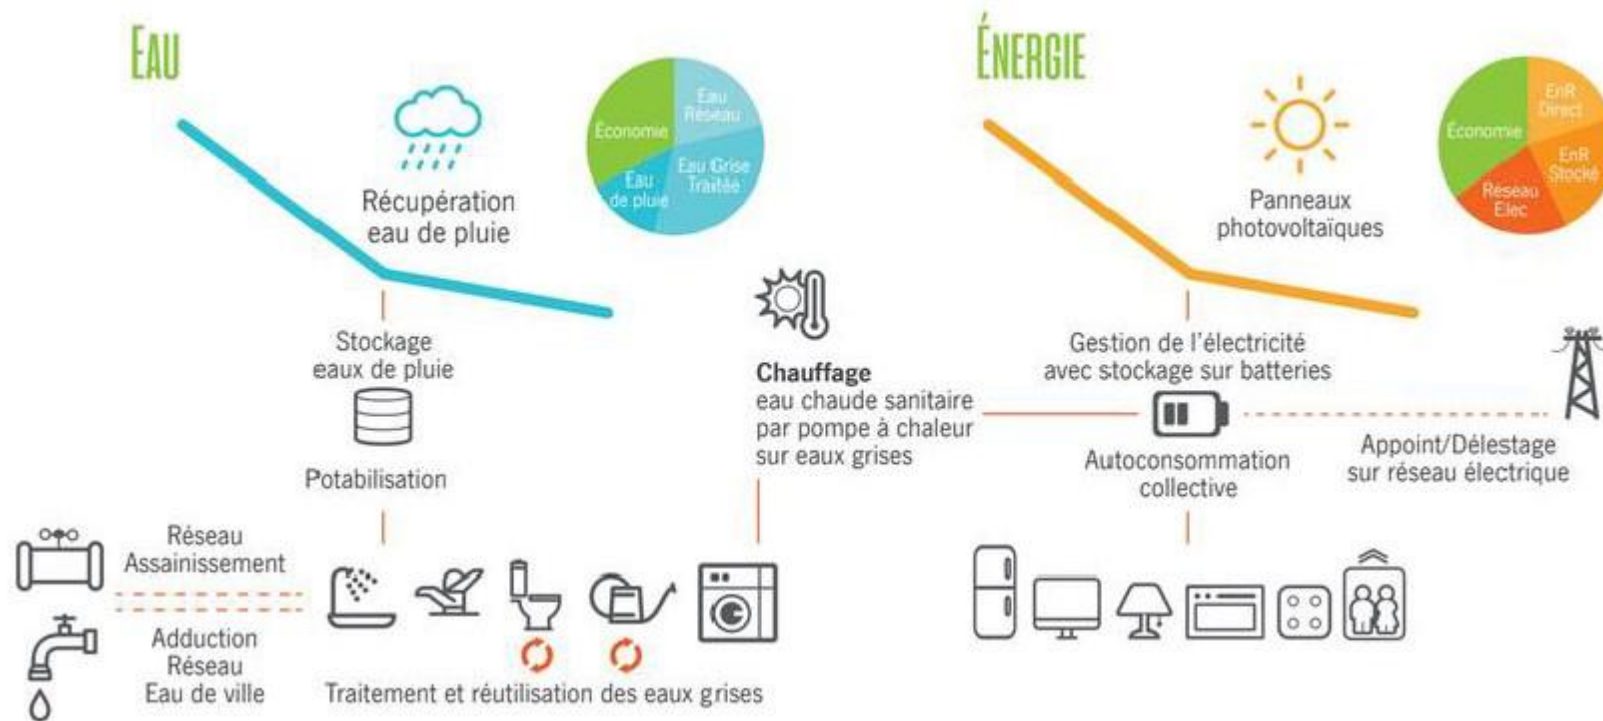 EAU
Récupération
eau de pluie
Économie
Eau
Réseau
Eau Grise
Traitée
Eau
de pluie
Stockage
eaux de pluie
Potabilisation
Réseau
Assainissement
Adduction
Réseau
Eau de ville
Traitement et réutilisation des eaux grises
Chauffage
eau chaude sanitaire
par pompe à chaleur
sur eaux grises
ÉNERGIE
Panneaux
photovoltaïques
Économie
EnR
Direct
EnR
Stocké
Réseau
Elec
Gestion de l'électricité
avec stockage sur batteries
Autoconsommation
collective
Appoint/Délestage
sur réseau électrique